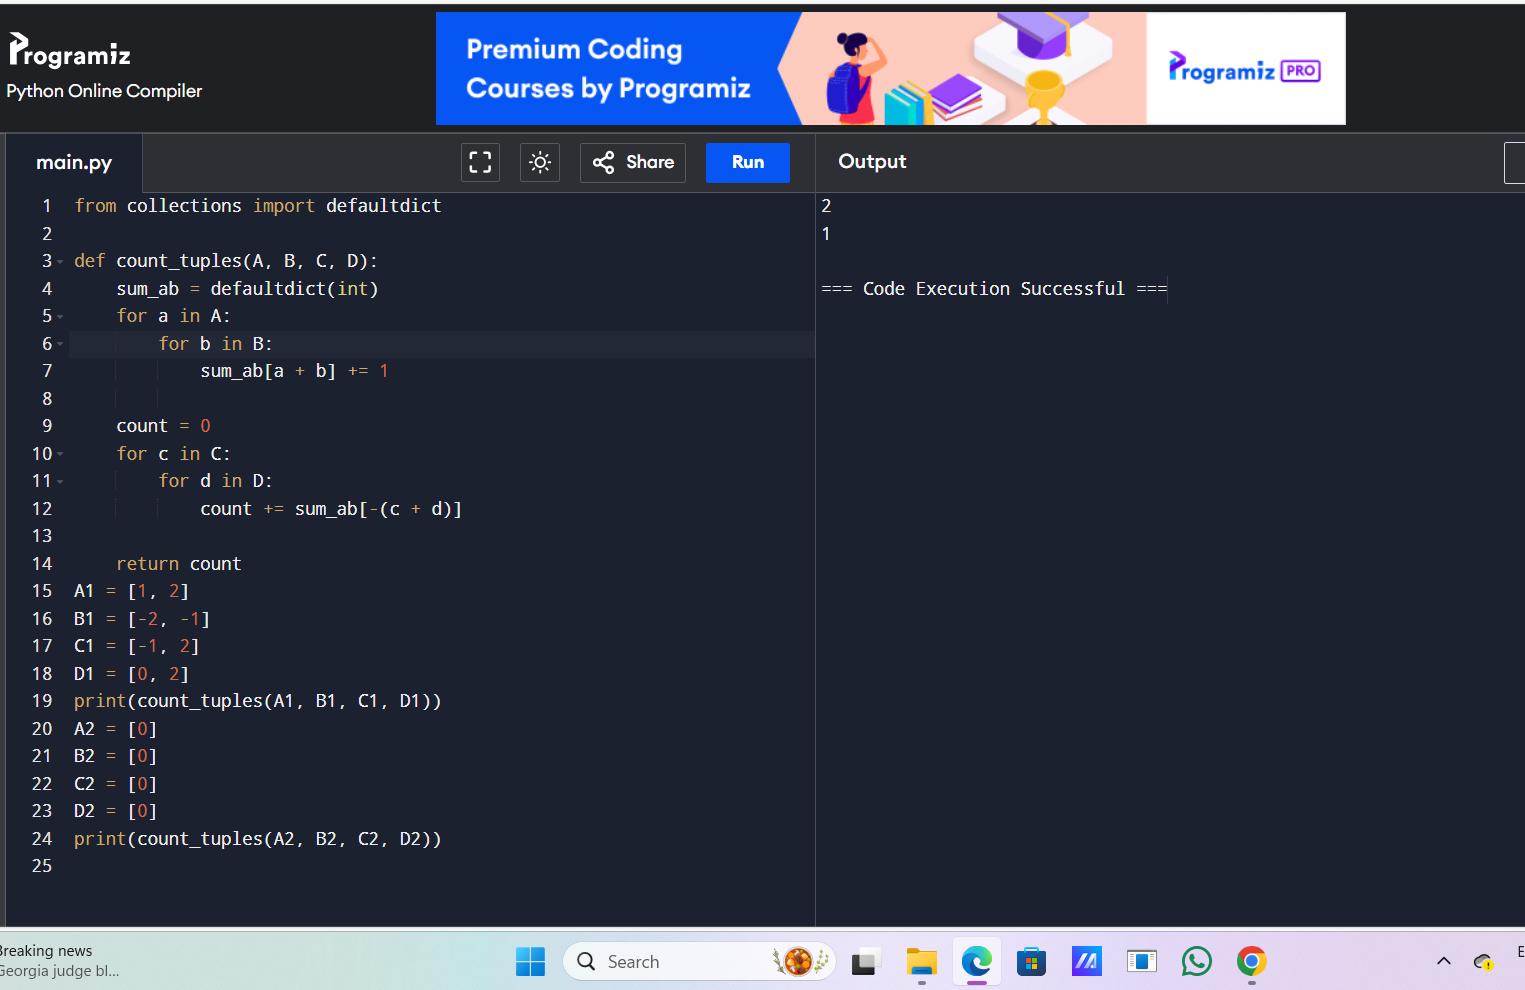 Programiz
Python Online Compiler
Premium Coding
Courses by Programiz
Programiz PRO
main.py
Share
Run
Output
1 from collections import defaultdict
2
3 def count_tuples(A, B, C, D):
4     sum_ab = defaultdict(int)
5     for a in A:
6         for b in B:
7             sum_ab[a + b] += 1
8
9     count = 0
10     for c in C:
11         for d in D:
12             count += sum_ab[-(c + d)]
13
14     return count
15 A1 = [1, 2]
16 B1 = [-2, -1]
17 C1 = [-1, 2]
18 D1 = [0, 2]
19 print(count_tuples(A1, B1, C1, D1))
20 A2 = [0]
21 B2 = [0]
22 C2 = [0]
23 D2 = [0]
24 print(count_tuples(A2, B2, C2, D2))
25
2
1
=== Code Execution Successful ===
Breaking news
Georgia judge bl...
Search